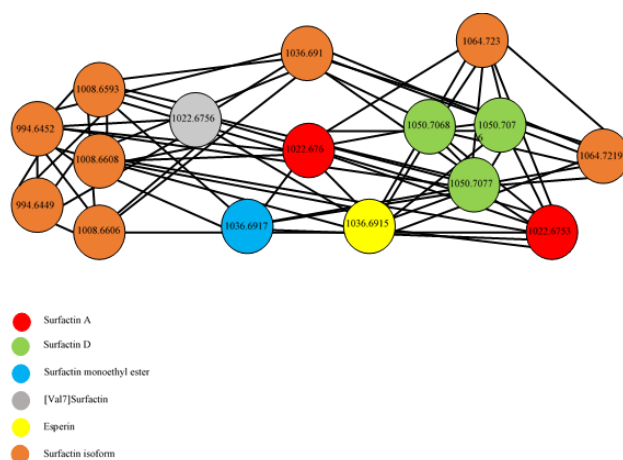 1064.723
1036.691
1008.6593
1022.6756
994.6452
1050.7068
1050.707
1022.676
1008.6608
1064.7219
1050.7077
994.6449
1036.6917
1036.6915
1008.6606
1022.6753
Surfactin A
Surfactin D
Surfactin monoethyl ester
[Val7]Surfactin
Esperin
Surfactin isoform